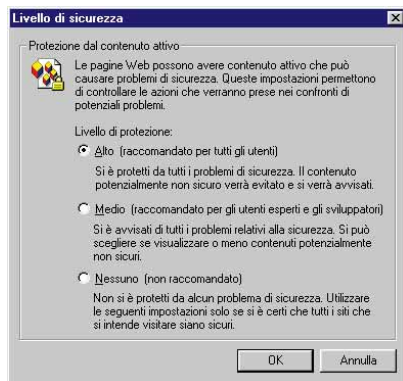 Livello di sicurezza
Protezione dal contenuto attivo
Le pagine Web possono avere contenuto attivo che può
causare problemi di sicurezza. Queste impostazioni permettono
di controllare le azioni che verranno prese nei confronti di
potenziali problemi.
Livello di protezione:
Alto (raccomandato per tutti gli utenti)
Si è protetti da tutti i problemi di sicurezza. Il contenuto
potenzialmente non sicuro verrà evitato e si verrà avvisati.
Medio (raccomandato per gli utenti esperti e gli sviluppatori)
Si è avvisati di tutti i problemi relativi alla sicurezza. Si può
scegliere se visualizzare o meno contenuti potenzialmente
non sicuri.
Nessuno (non raccomandato)
Non si è protetti da alcun problema di sicurezza. Utilizzare
le seguenti impostazioni solo se si è certi che tutti i siti che
si intende visitare siano sicuri.
OK
Annulla